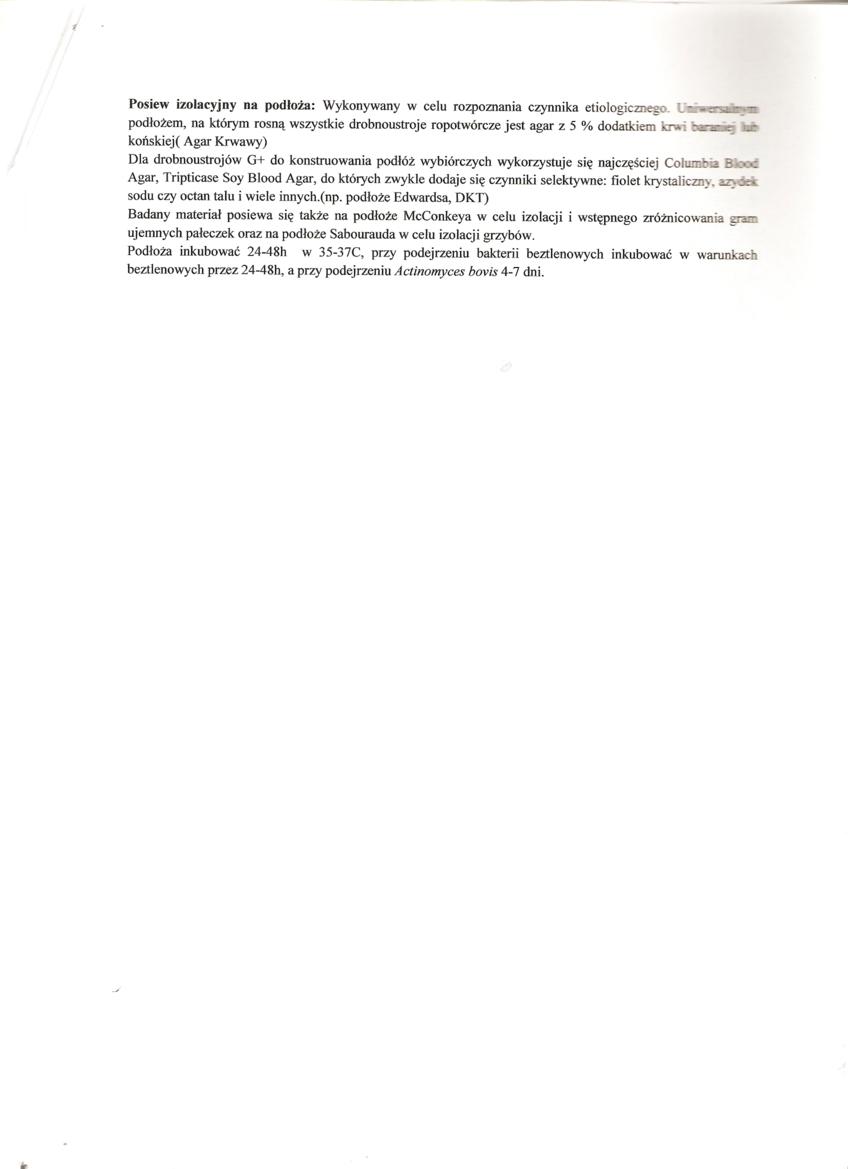 Posiew izolacyjny na podłoża: Wykonywany w celu rozpoznania czynnika etiologicznego. Uniwersalnym
podłożem, na którym rosną wszystkie drobnoustroje ropotwórcze jest agar z 5 % dodatkiem krwi baraniej lub
końskiej( Agar Krwawy)
Dla drobnoustrojów G+ do konstruowania podłóż wybiórczych wykorzystuje się najczęściej Columbia Blood
Agar, Tripticase Soy Blood Agar, do których zwykle dodaje się czynniki selektywne: fiolet krystaliczny, azydek
sodu czy octan talu i wiele innych.(np. podłoże Edwardsa, DKT)
Badany materiał posiewa się także na podłoże McConkeya w celu izolacji i wstępnego zróżnicowania gram
ujemnych pałeczek oraz na podłoże Sabourauda w celu izolacji grzybów.
Podłoża inkubować 24-48h w 35-37C, przy podejrzeniu bakterii beztlenowych inkubować w warunkach
beztlenowych przez 24-48h, a przy podejrzeniu Actinomyces bovis 4-7 dni.